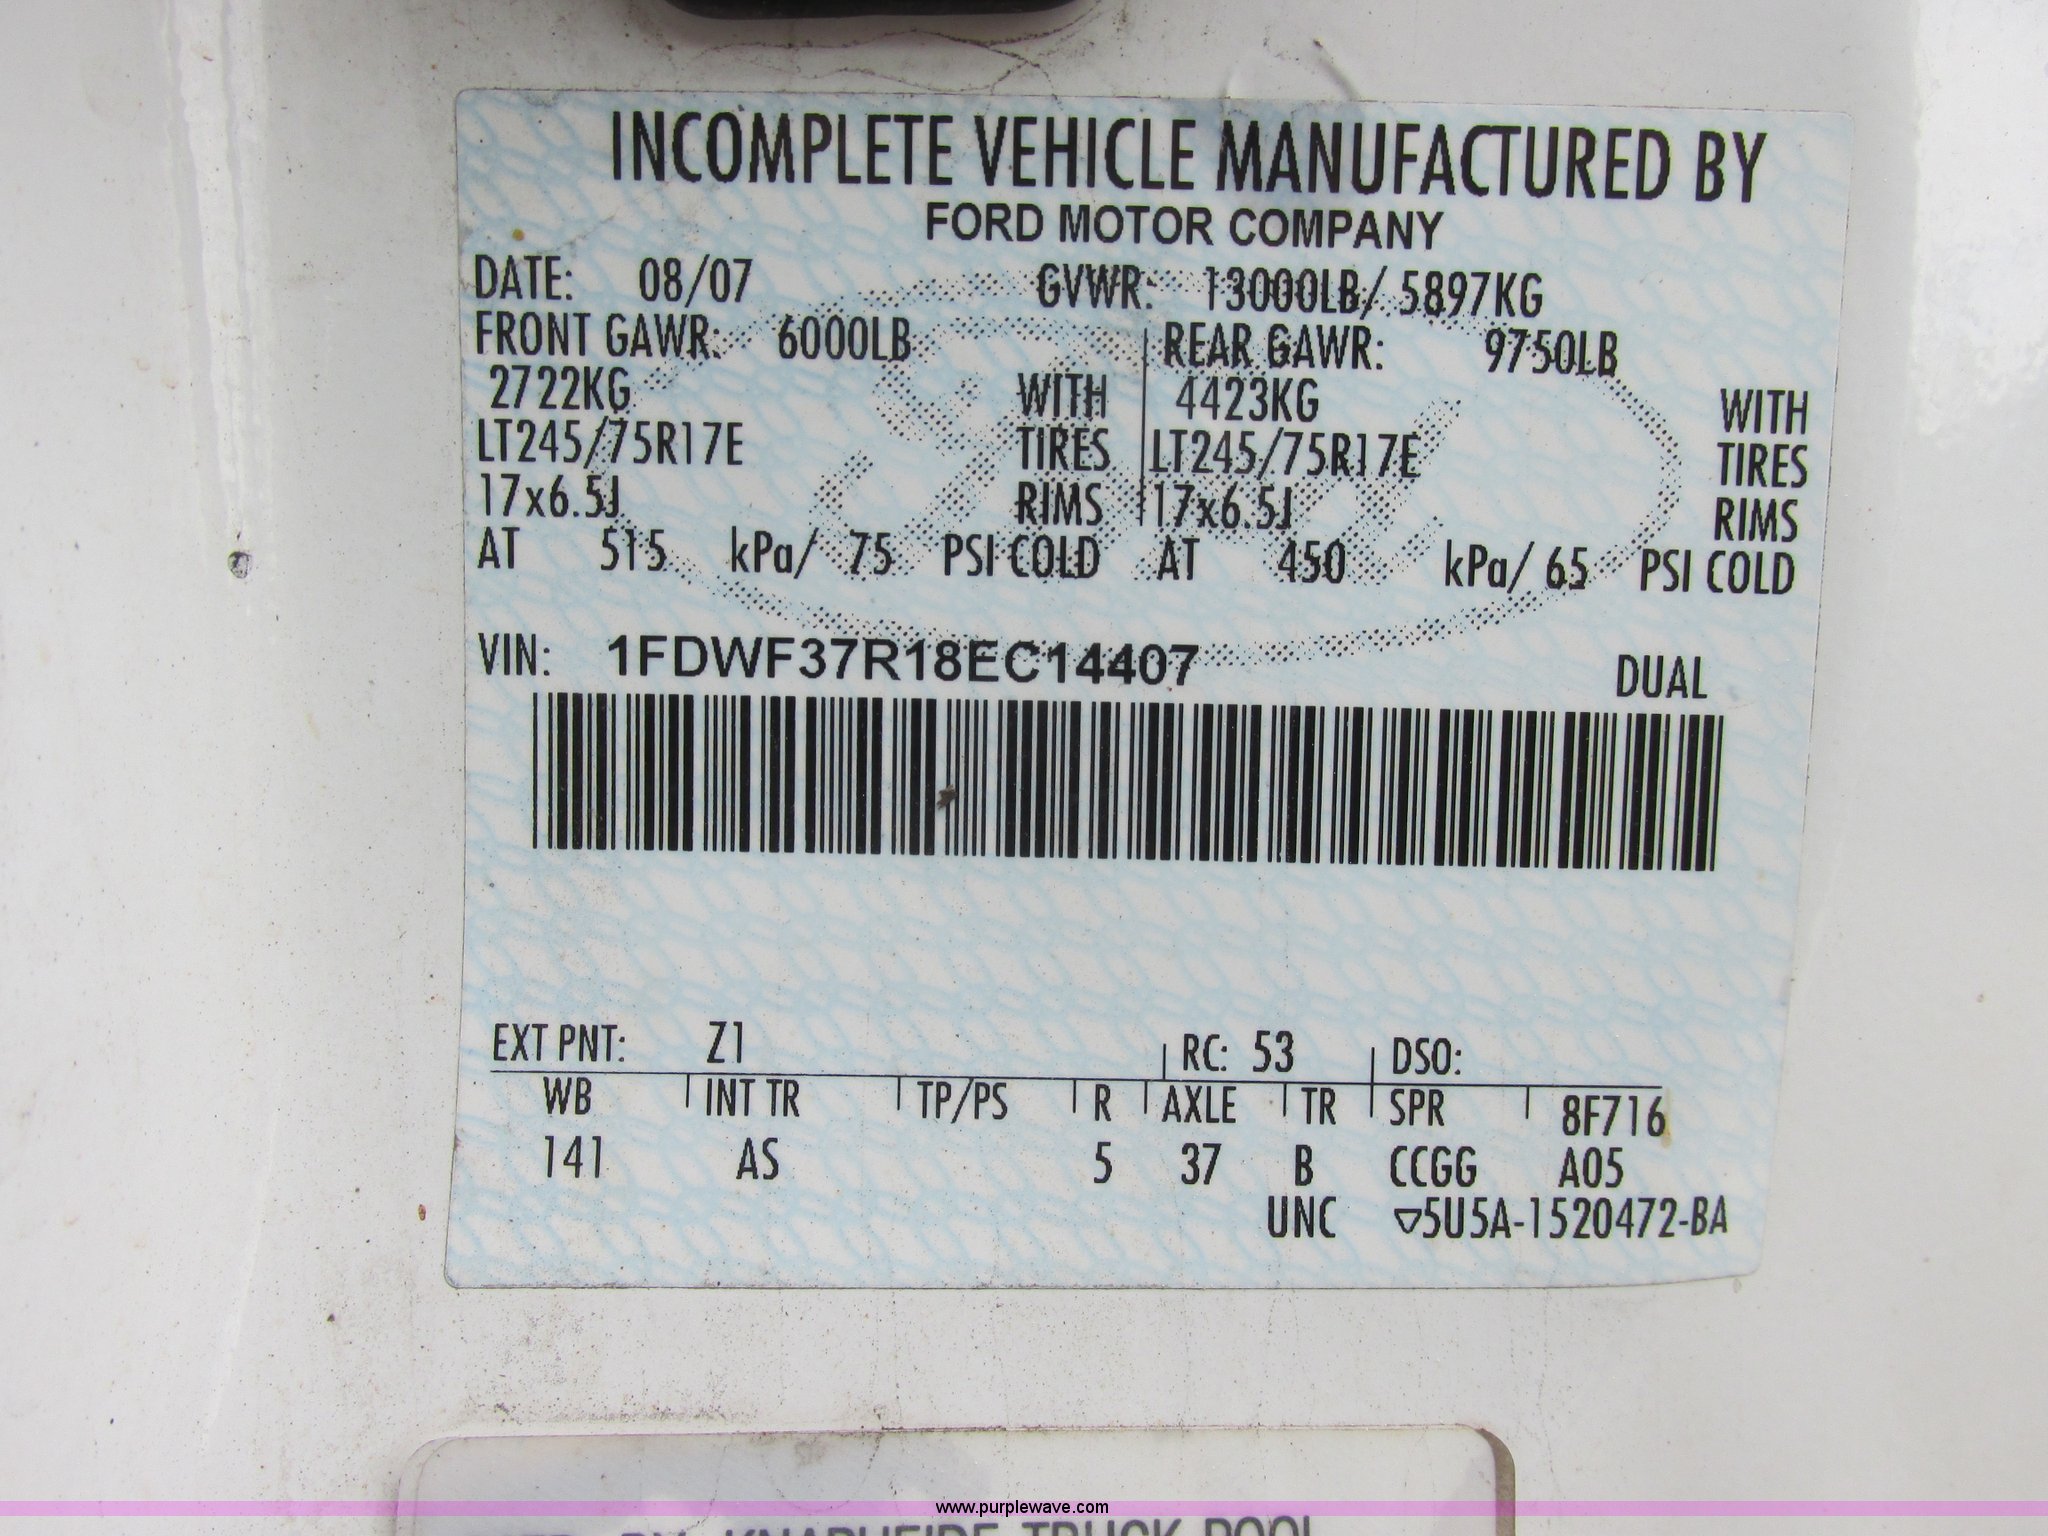 INCOMPLETE VEHICLE MANUFACTURED BY
FORD MOTOR COMPANY
DATE: 08/07 GVWR: 13000LB/ 5897KG
FRONT GAWR: 6000LB REAR GAWR: 9750LB
2722KG WITH 4423KG WITH
LT245/75R17E TIRES LT245/75R17E TIRES
17x6.5J RIMS 17x6.5J RIMS
AT 515 kPa/ 75 PSI COLD AT 450 kPa/ 65 PSI COLD
VIN: 1FDWF37R18EC14407 DUAL
EXT PNT: Z1 RC: 53 DSO:
WB INT TR TP/PS R AXLE TR SPR 8F716
141 AS 5 37 B CCGG A05
UNC ▽5U5A-1520472-BA
www.purplewave.com
BY KNAPHEIDE TRUCK